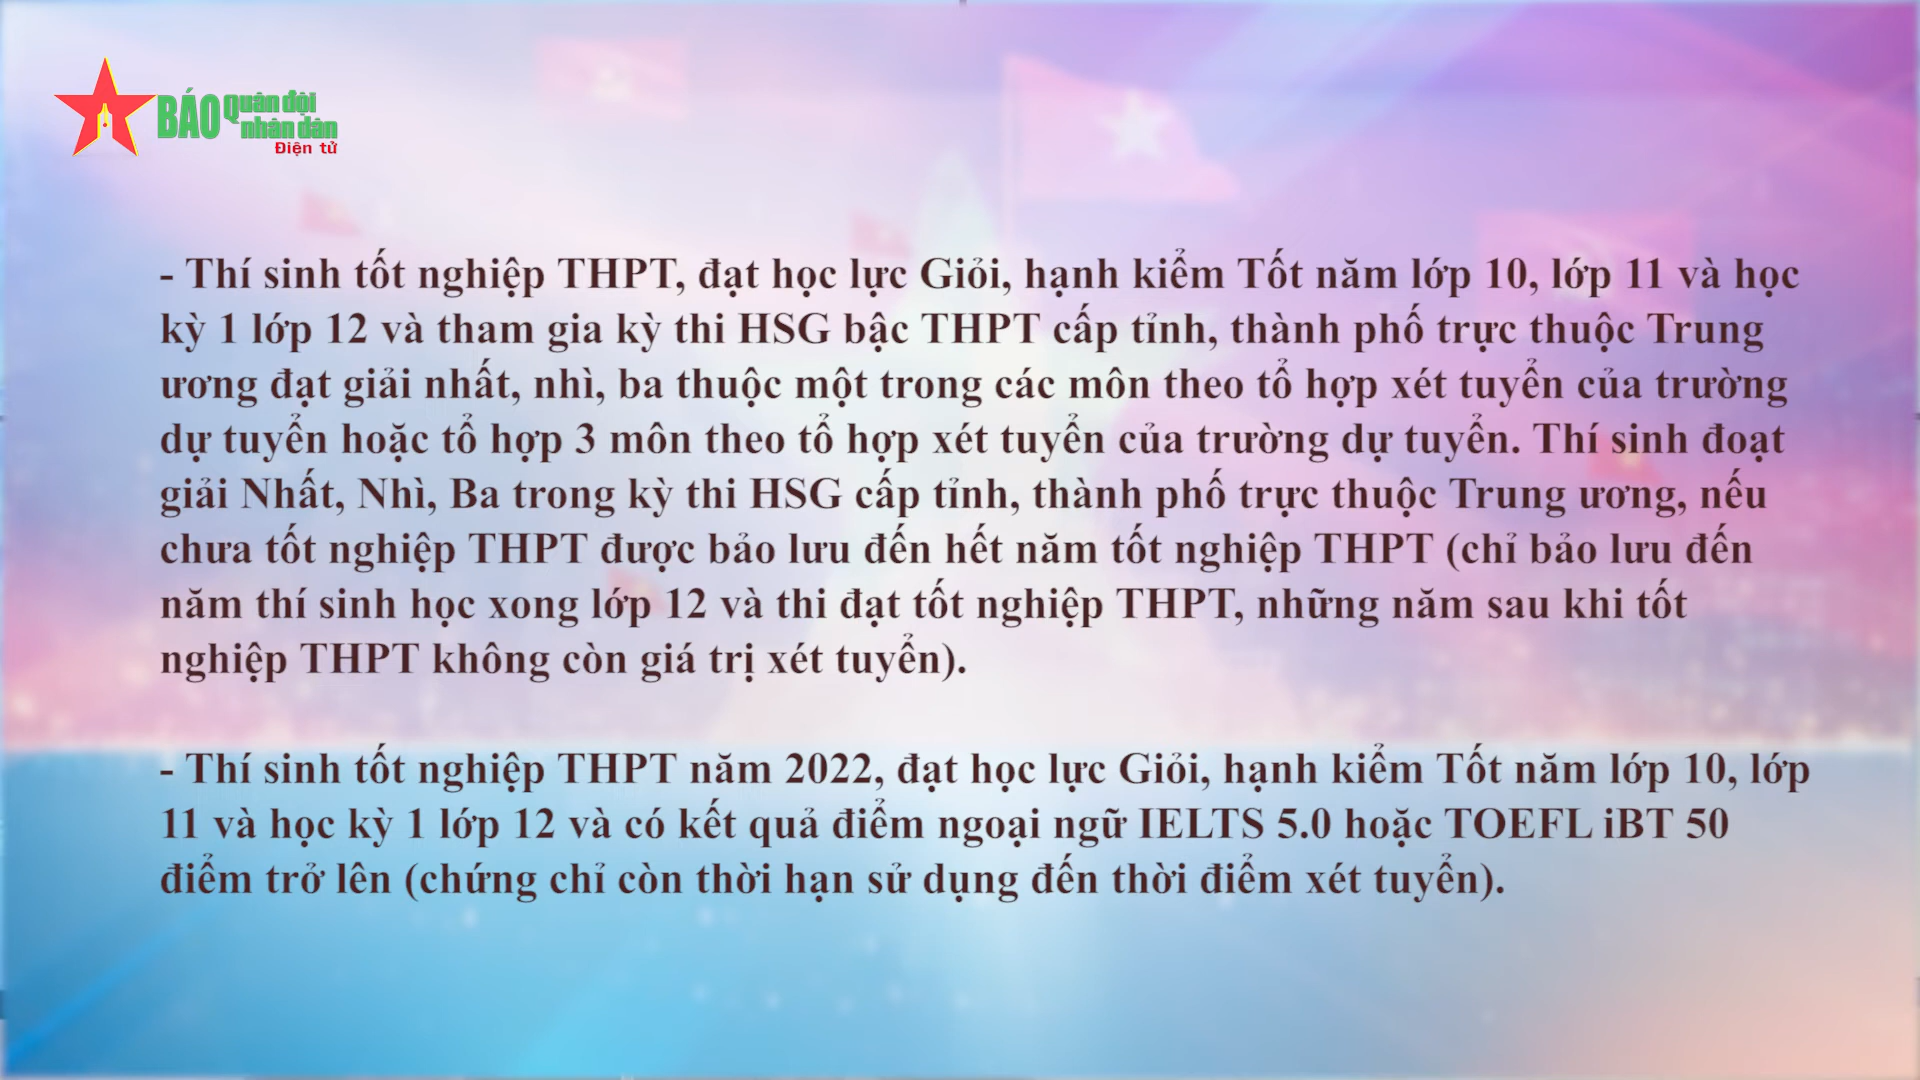 BÁO Quân đội
nhân dân
Điện tử
- Thí sinh tốt nghiệp THPT, đạt học lực Giỏi, hạnh kiểm Tốt năm lớp 10, lớp 11 và học
kỳ 1 lớp 12 và tham gia kỳ thi HSG bậc THPT cấp tỉnh, thành phố trực thuộc Trung
ương đạt giải nhất, nhì, ba thuộc một trong các môn theo tổ hợp xét tuyển của trường
dự tuyển hoặc tổ hợp 3 môn theo tổ hợp xét tuyển của trường dự tuyển. Thí sinh đoạt
giải Nhất, Nhì, Ba trong kỳ thi HSG cấp tỉnh, thành phố trực thuộc Trung ương, nếu
chưa tốt nghiệp THPT được bảo lưu đến hết năm tốt nghiệp THPT (chỉ bảo lưu đến
năm thí sinh học xong lớp 12 và thi đạt tốt nghiệp THPT, những năm sau khi tốt
nghiệp THPT không còn giá trị xét tuyển).
- Thí sinh tốt nghiệp THPT năm 2022, đạt học lực Giỏi, hạnh kiểm Tốt năm lớp 10, lớp
11 và học kỳ 1 lớp 12 và có kết quả điểm ngoại ngữ IELTS 5.0 hoặc TOEFL iBT 50
điểm trở lên (chứng chỉ còn thời hạn sử dụng đến thời điểm xét tuyển).